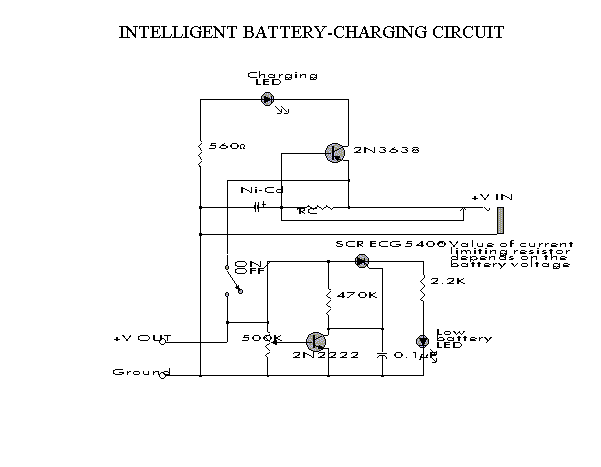 INTELLIGENT BATTERY-CHARGING CIRCUIT
Charging
LED
560Ω
2N3638
Ni-Cd
+
RC
+V IN
SCR ECG5400
Value of current
limiting resistor
depends on the
battery voltage
ON
OFF
470K
2.2K
+V OUT
500K
2N2222
0.1µF
Low
battery
LED
Ground